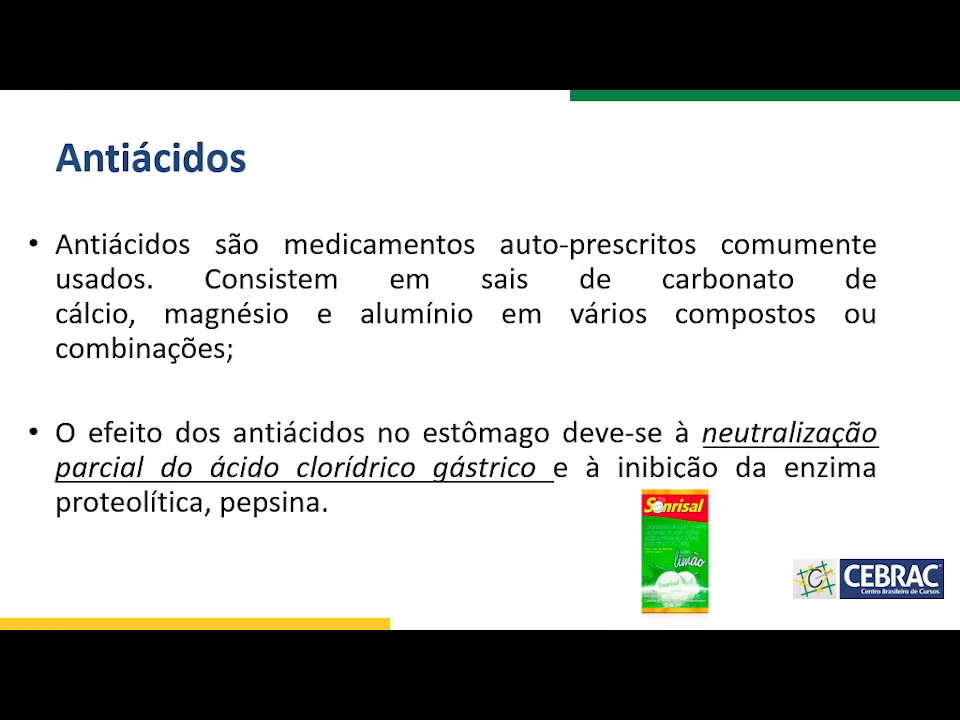 Antiácidos
• Antiácidos são medicamentos auto-prescritos comumente
usados. Consistem em sais de carbonato de
cálcio, magnésio e alumínio em vários compostos ou
combinações;
• O efeito dos antiácidos no estômago deve-se à neutralização
parcial do ácido clorídrico gástrico e à inibição da enzima
proteolítica, pepsina.
Sonrisal
limão
Sonrisal
C
CEBRAC
Centro Brasileiro de Cursos